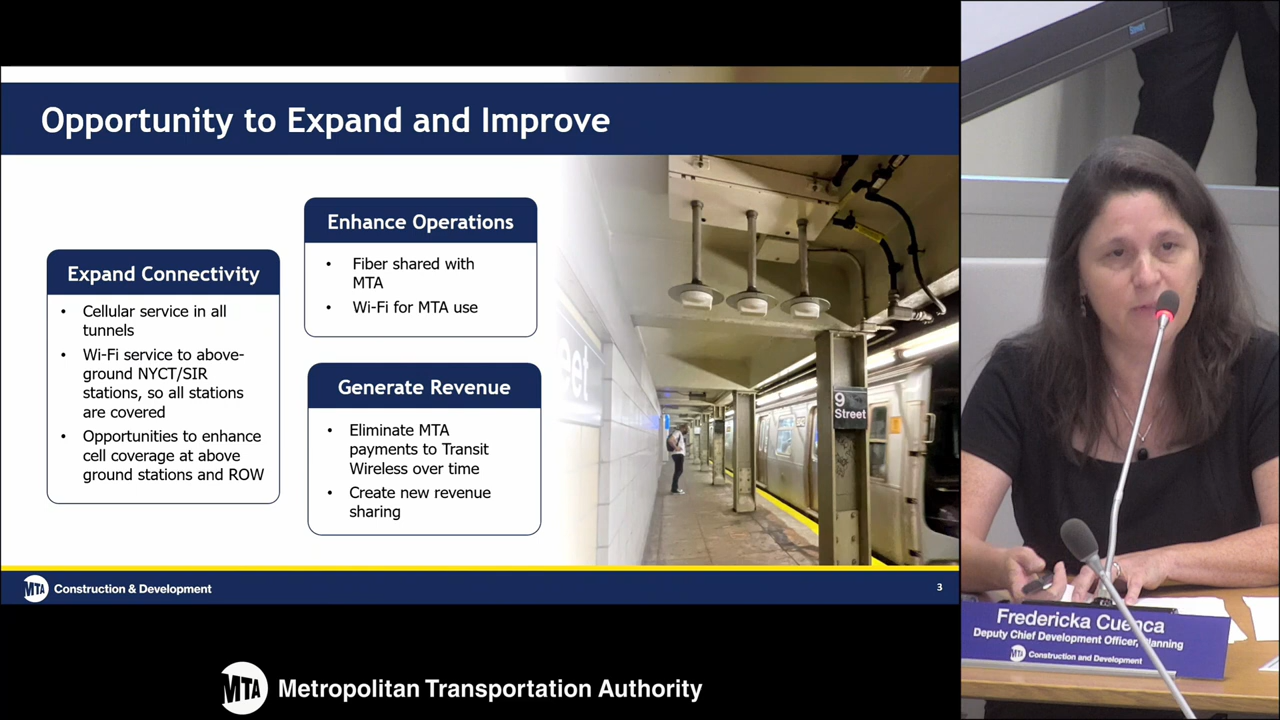 Opportunity to Expand and Improve
Expand Connectivity
• Cellular service in all
tunnels
• Wi-Fi service to above-
ground NYCT/SIR
stations, so all stations
are covered
• Opportunities to enhance
cell coverage at above
ground stations and ROW
Enhance Operations
• Fiber shared with
MTA
• Wi-Fi for MTA use
Generate Revenue
• Eliminate MTA
payments to Transit
Wireless over time
• Create new revenue
sharing
eet
9
Street
MTA Construction & Development
3
MTA Metropolitan Transportation Authority
Fredericka Cuenca
Deputy Chief Development Officer, Planning
MTA Construction and Development